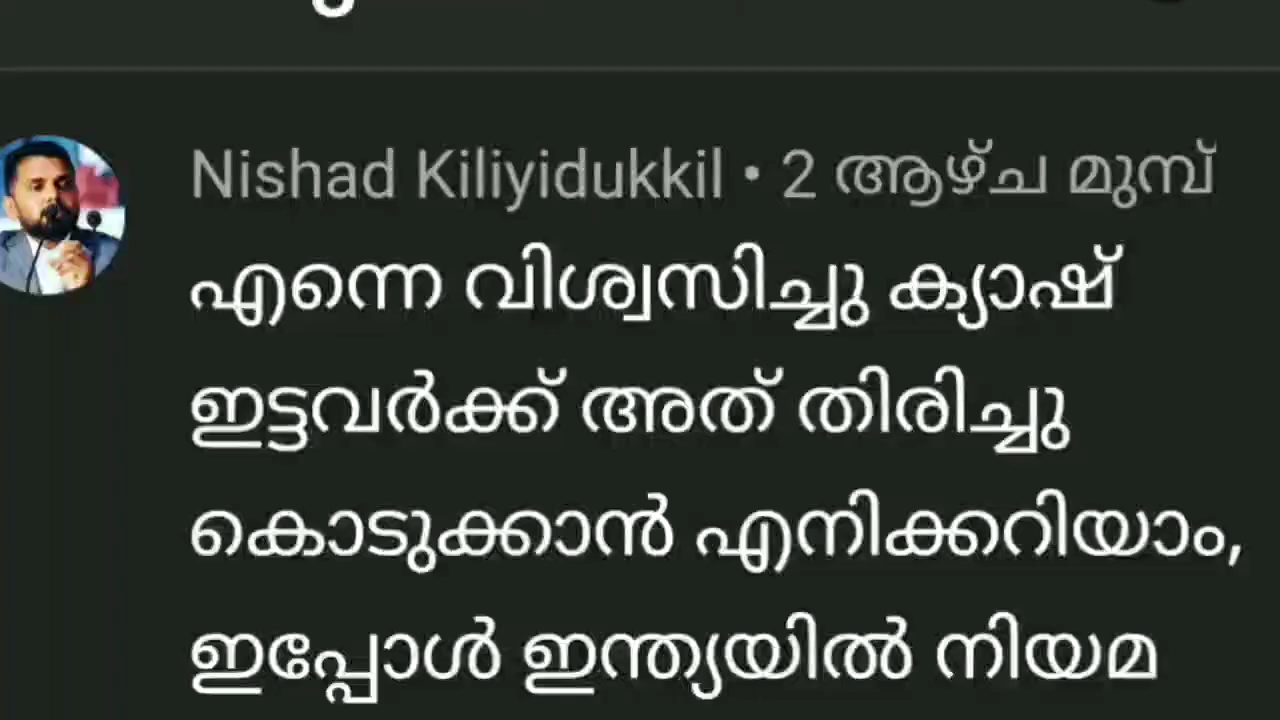 Nishad Kiliyidukkil • 2 ആഴ്ച മുമ്പ്
എന്നെ വിശ്വസിച്ചു ക്യാഷ്
ഇട്ടവർക്ക് അത് തിരിച്ചു
കൊടുക്കാൻ എനിക്കറിയാം,
ഇപ്പോൾ ഇന്ത്യയിൽ നിയമ